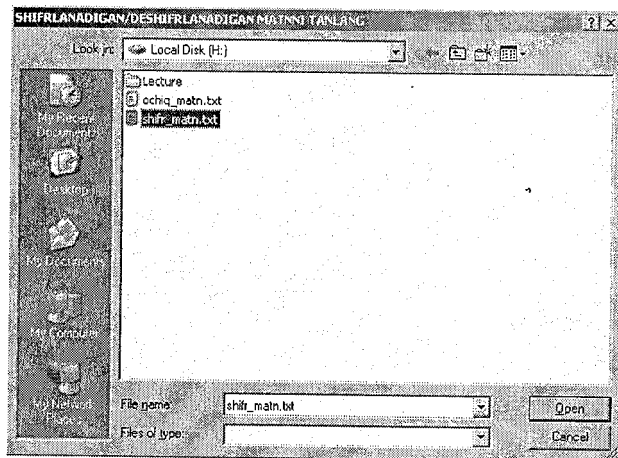 SHIFRLANADIGAN/DESHIFRLANADIGAN MATNNI TANLANG
Look in: Local Disk (H:)
Lecture
ochiq_matn.txt
shifr_matn.txt
My Recent
Documents
Desktop
My Documents
My Computer
My Network
Places
File name: shifr_matn.txt Open
Files of type: Cancel